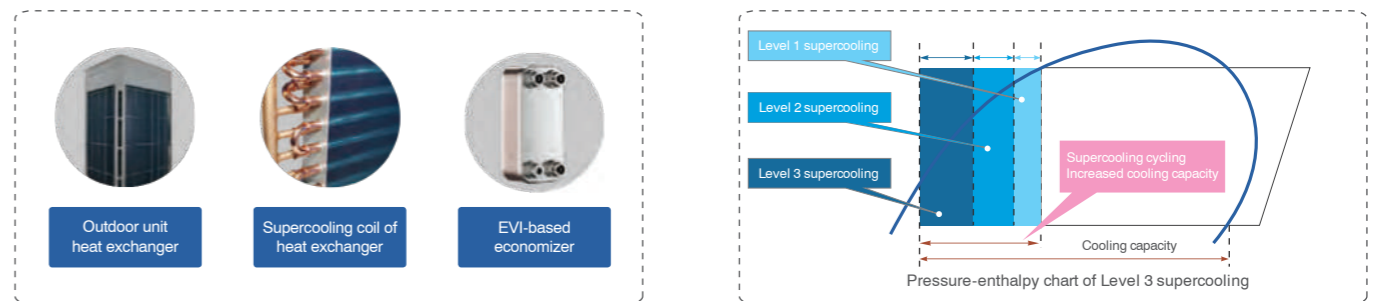 Outdoor unit
heat exchanger
Supercooling coil of
heat exchanger
EVI-based
economizer
Level 1 supercooling
Level 2 supercooling
Level 3 supercooling
Supercooling cycling
Increased cooling capacity
Cooling capacity
Pressure-enthalpy chart of Level 3 supercooling